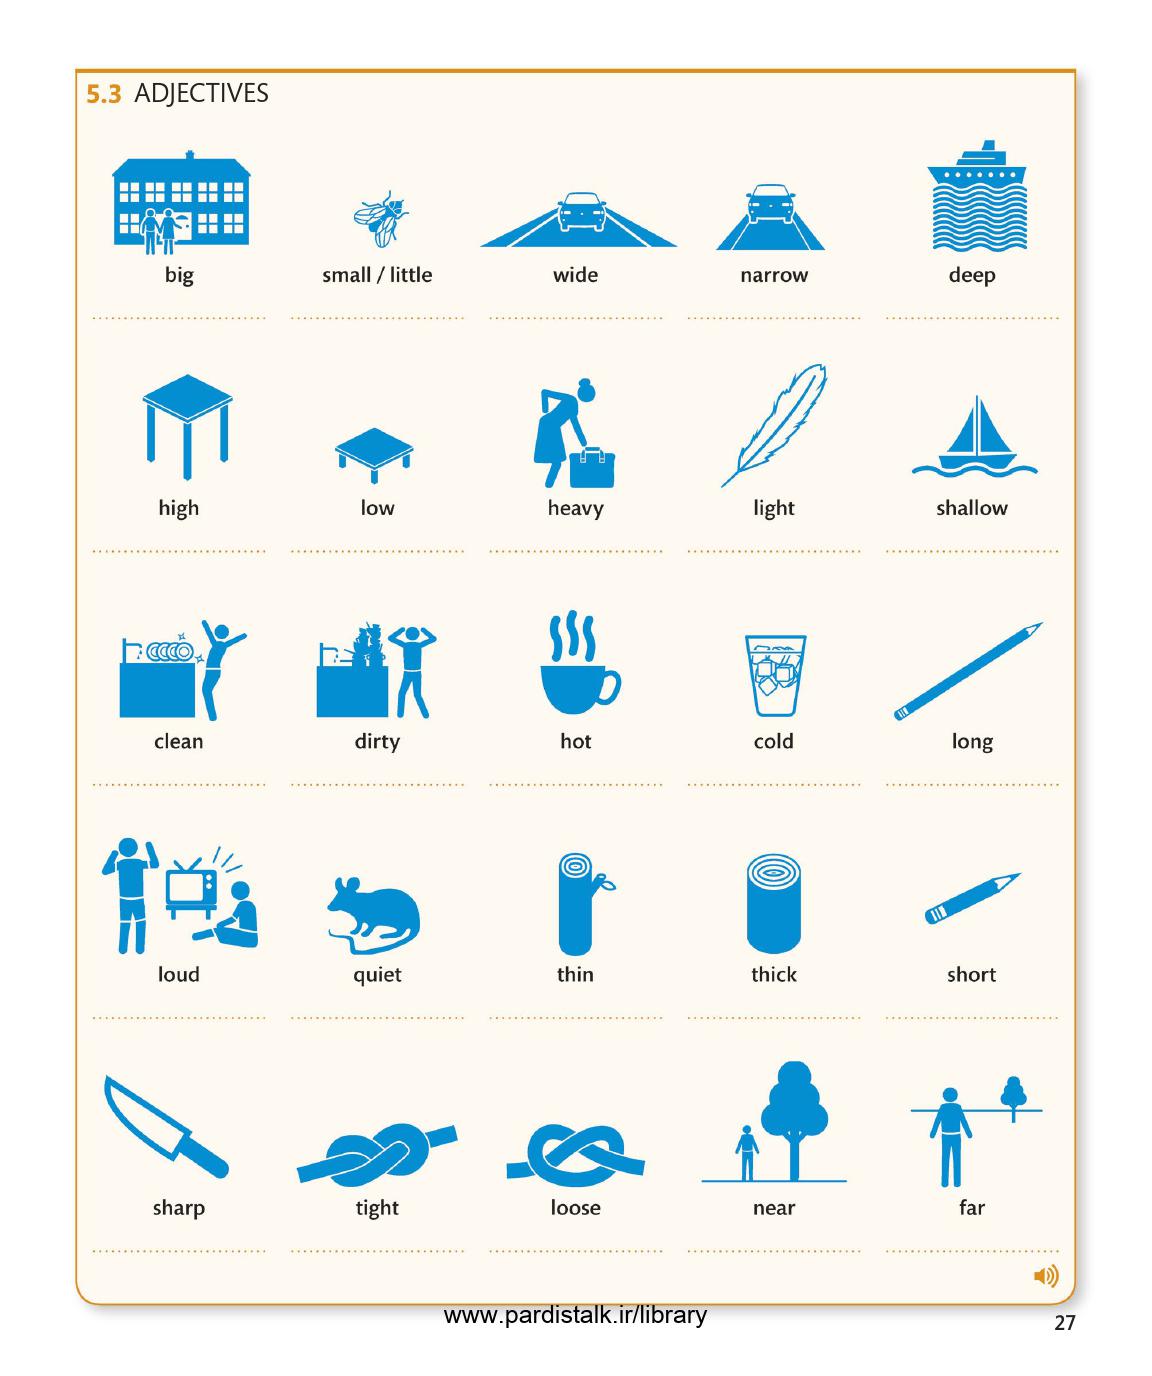 5.3 ADJECTIVES
big small / little wide narrow deep
high low heavy light shallow
clean dirty hot cold long
loud quiet thin thick short
sharp tight loose near far
www.pardistalk.ir/library
27